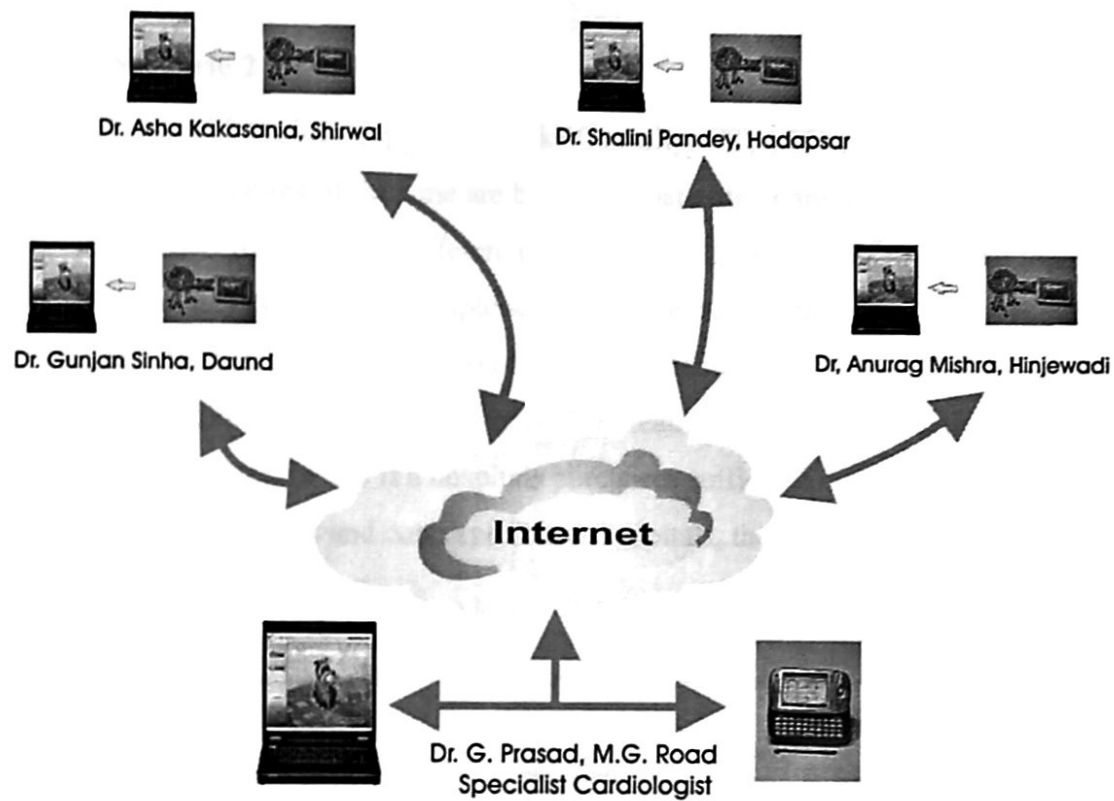 Dr. Asha Kakasania, Shirwal
Dr. Shalini Pandey, Hadapsar
Dr. Gunjan Sinha, Daund
Dr, Anurag Mishra, Hinjewadi
Internet
Dr. G. Prasad, M.G. Road
Specialist Cardiologist